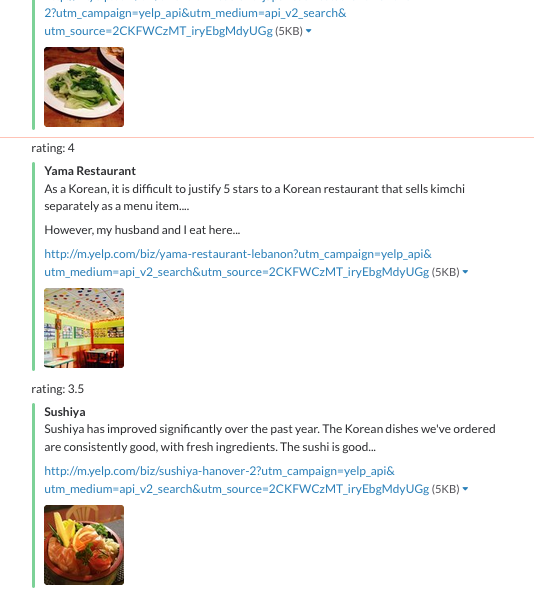 2?utm_campaign=yelp_api&utm_medium=api_v2_search&
utm_source=2CKFWCzMT_iryEbgMdyUGg (5KB)
rating: 4
Yama Restaurant
As a Korean, it is difficult to justify 5 stars to a Korean restaurant that sells kimchi
separately as a menu item....
However, my husband and I eat here...
http://m.yelp.com/biz/yama-restaurant-lebanon?utm_campaign=yelp_api&
utm_medium=api_v2_search&utm_source=2CKFWCzMT_iryEbgMdyUGg (5KB)
rating: 3.5
Sushiya
Sushiya has improved significantly over the past year. The Korean dishes we've ordered
are consistently good, with fresh ingredients. The sushi is good...
http://m.yelp.com/biz/sushiya-hanover-2?utm_campaign=yelp_api&
utm_medium=api_v2_search&utm_source=2CKFWCzMT_iryEbgMdyUGg (5KB)